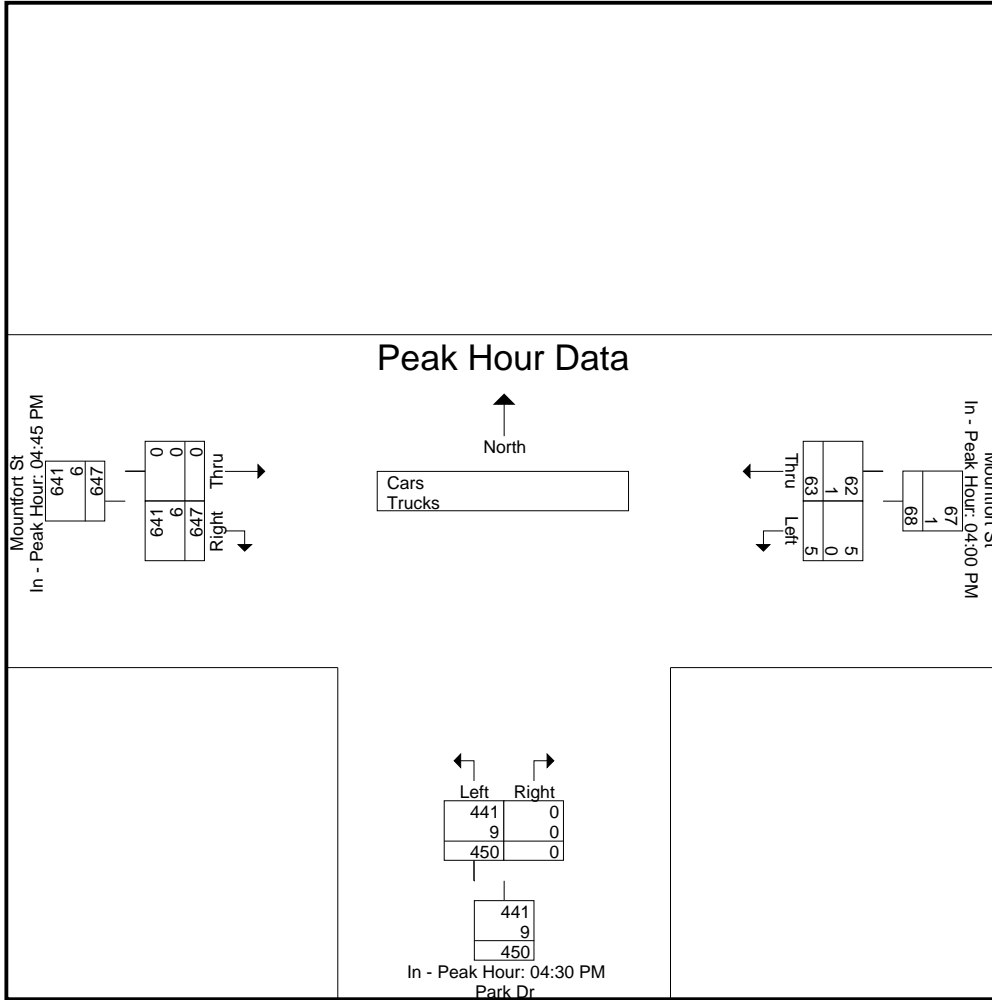 Peak Hour Data
North
Cars
Trucks
Mountfort St
In - Peak Hour: 04:45 PM
641
6
647
0 0 0
Thru
641 6 647
Right
Mountfort St
In - Peak Hour: 04:00 PM
67
1
68
Thru
62
1
63
Left
5
0
5
Left Right
441 0
9 0
450 0
441
9
450
In - Peak Hour: 04:30 PM
Park Dr